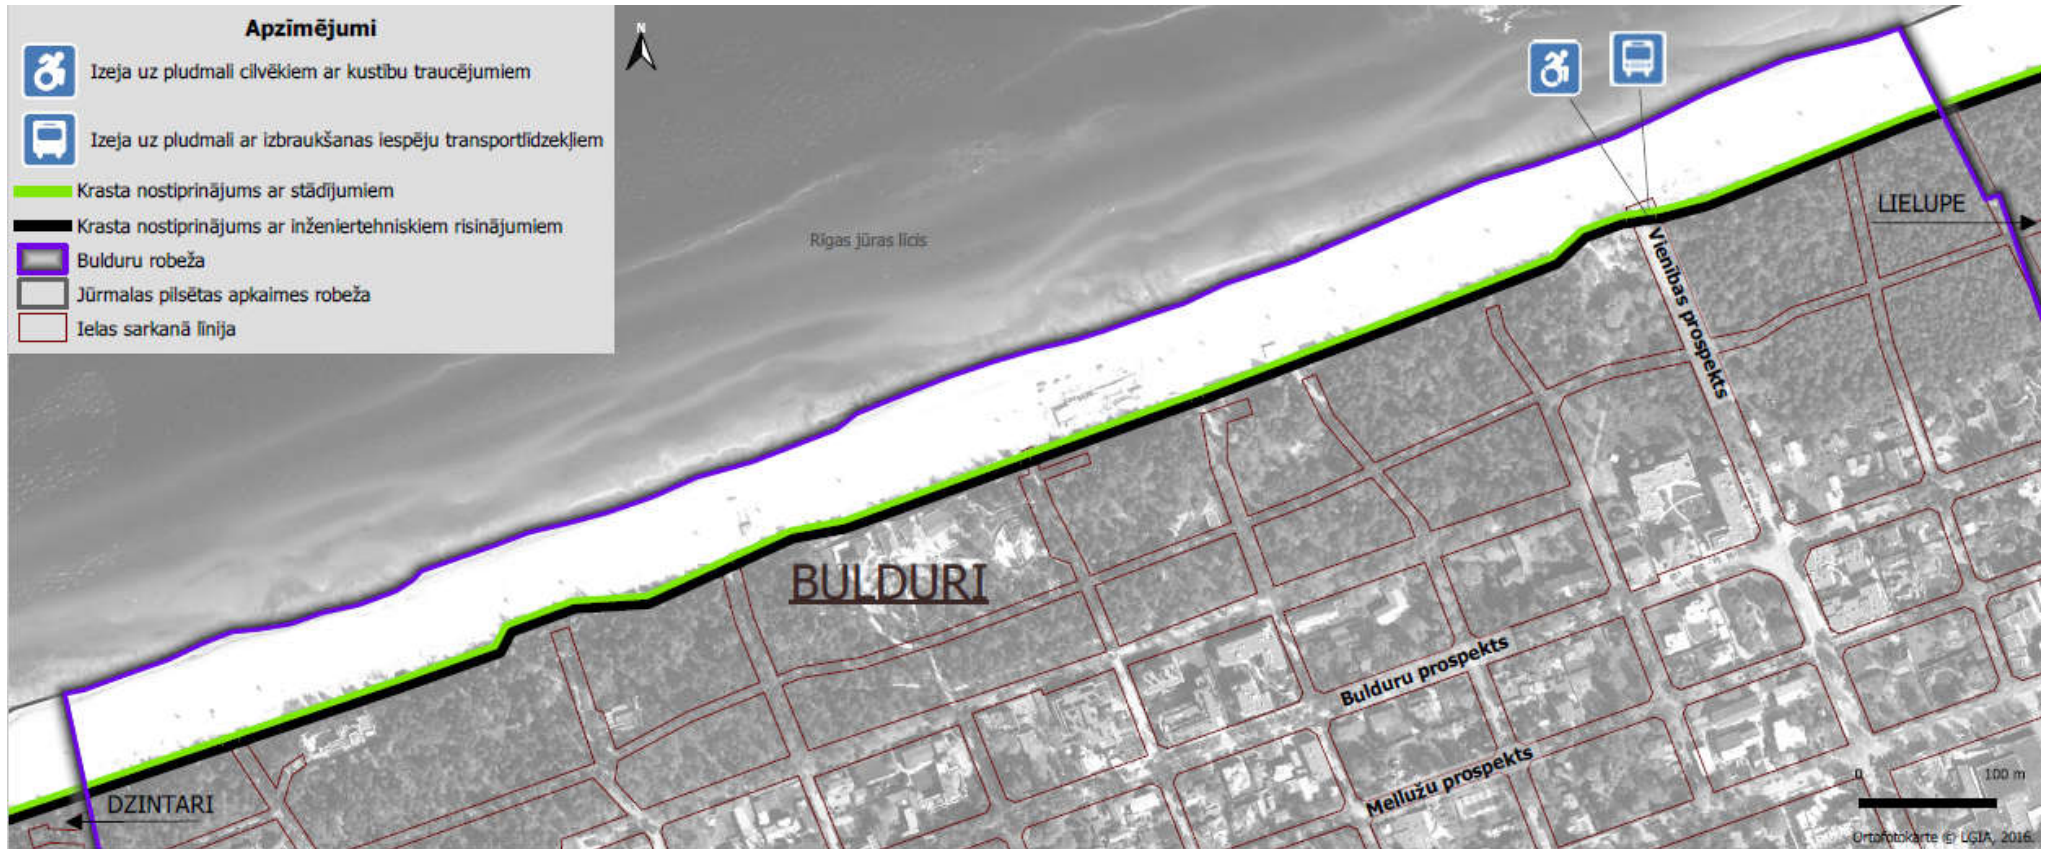 Apzīmējumi
Izeja uz pludmali cilvēkiem ar kustību traucējumiem
Izeja uz pludmali ar izbraukšanas iespēju transportlīdzekļiem
Krasta nostiprinājums ar stādījumiem
Krasta nostiprinājums ar inženiertehniskiem risinājumiem
Bulduru robeža
Jūrmalas pilsētas apkaimes robeža
Ielas sarkanā līnija
N
Rīgas jūras līcis
LIELUPE
Vienības prospekts
BULDURI
Bulduru prospekts
Mellužu prospekts
DZINTARI
0 100 m
Ortofotokarte © LĢIA, 2016.